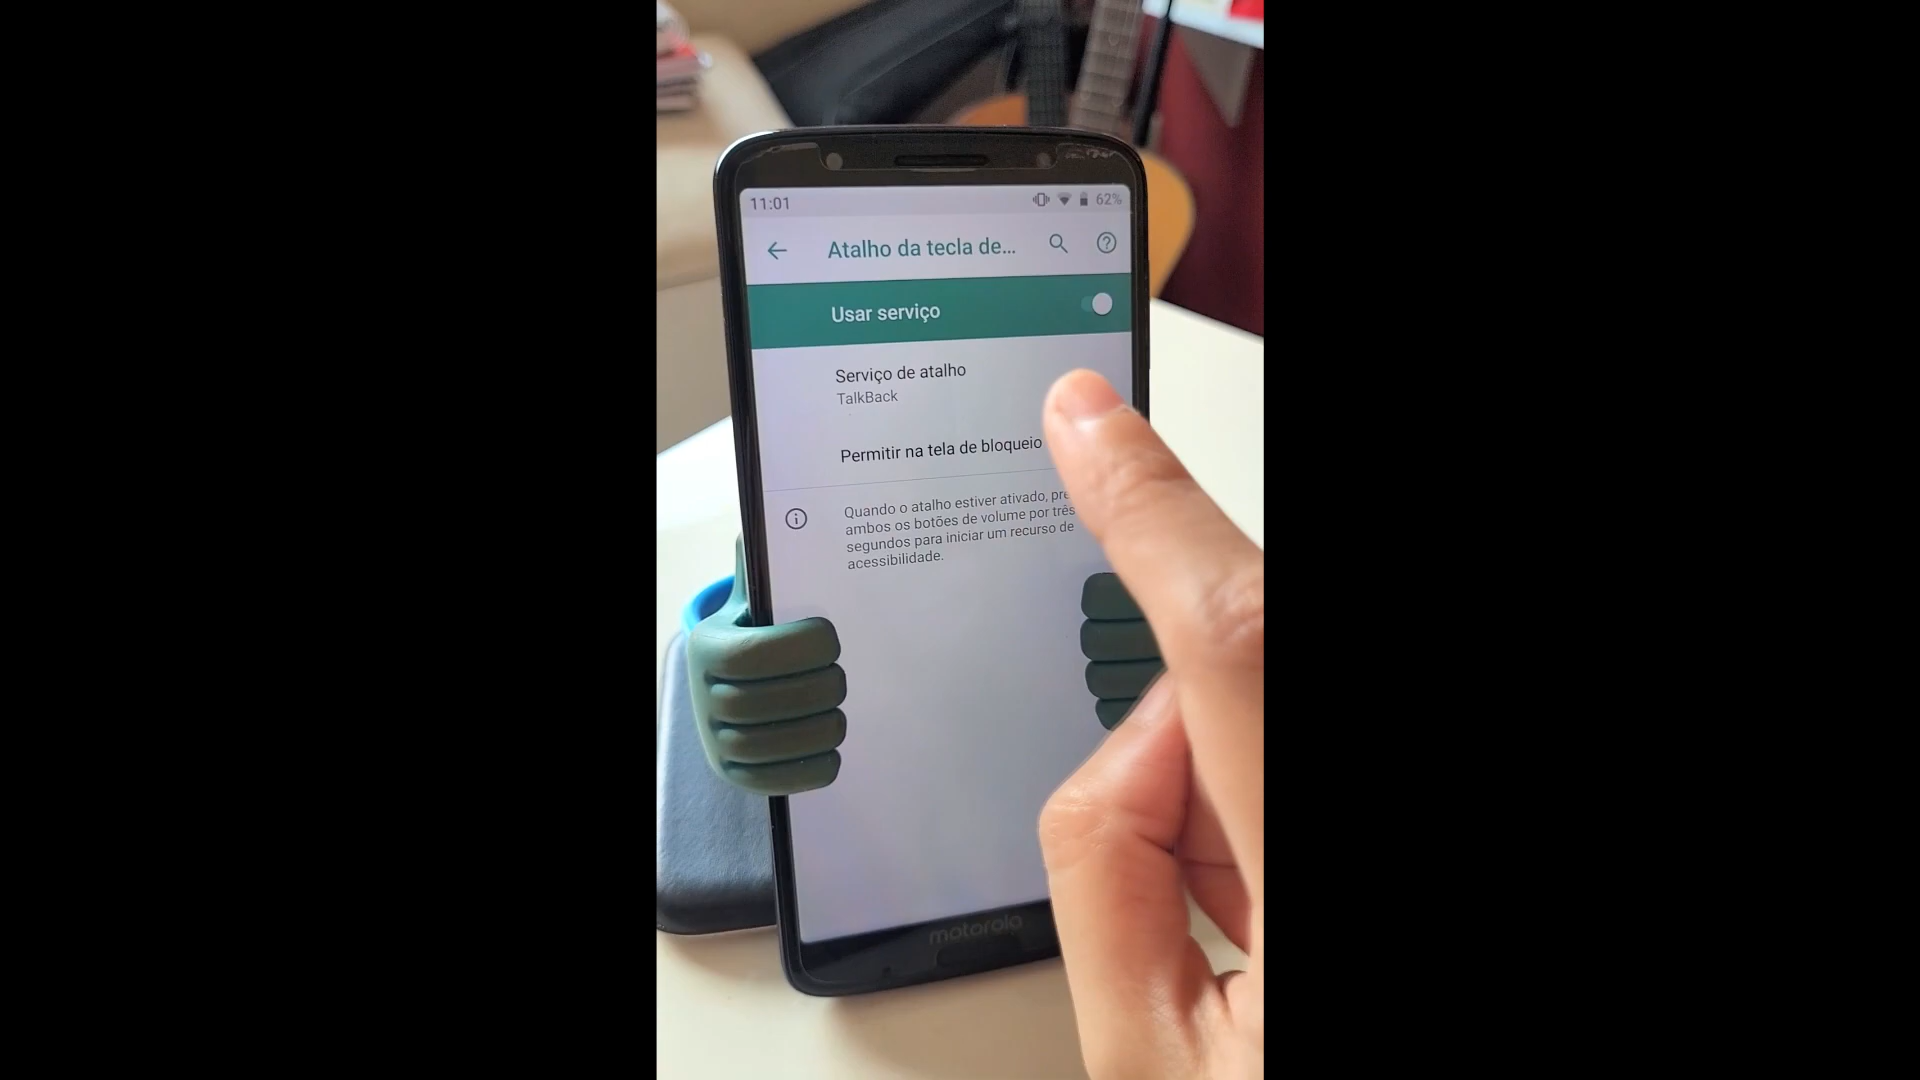 11:01
62%
Atalho da tecla de...
Usar serviço
Serviço de atalho
TalkBack
Permitir na tela de bloqueio
Quando o atalho estiver ativado,
ambos os botões de volume por três
segundos para iniciar um recurso de
acessibilidade.
motorola